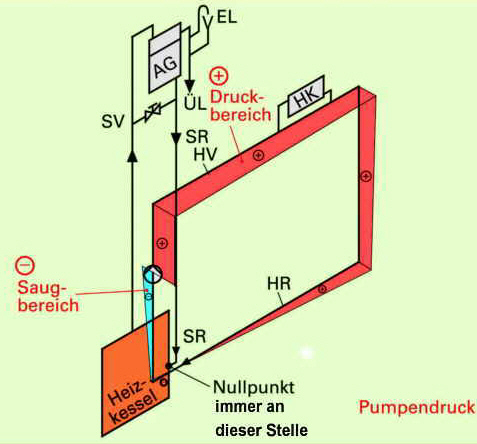 EL
AG
ÜL
SV
SR
HV
⊕
Druck-
bereich
HK
⊖
Saug-
bereich
HR
SR
Heiz-
kessel
Nullpunkt
immer an
dieser Stelle
Pumpendruck